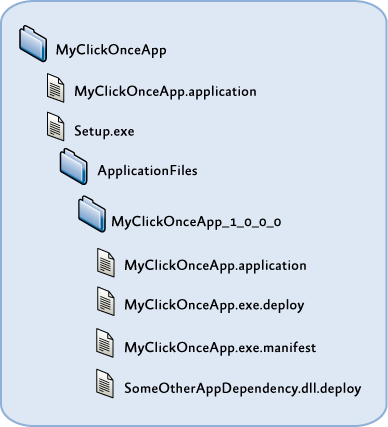 MyClickOnceApp
MyClickOnceApp.application
Setup.exe
ApplicationFiles
MyClickOnceApp_1_0_0_0
MyClickOnceApp.application
MyClickOnceApp.exe.deploy
MyClickOnceApp.exe.manifest
SomeOtherAppDependency.dll.deploy